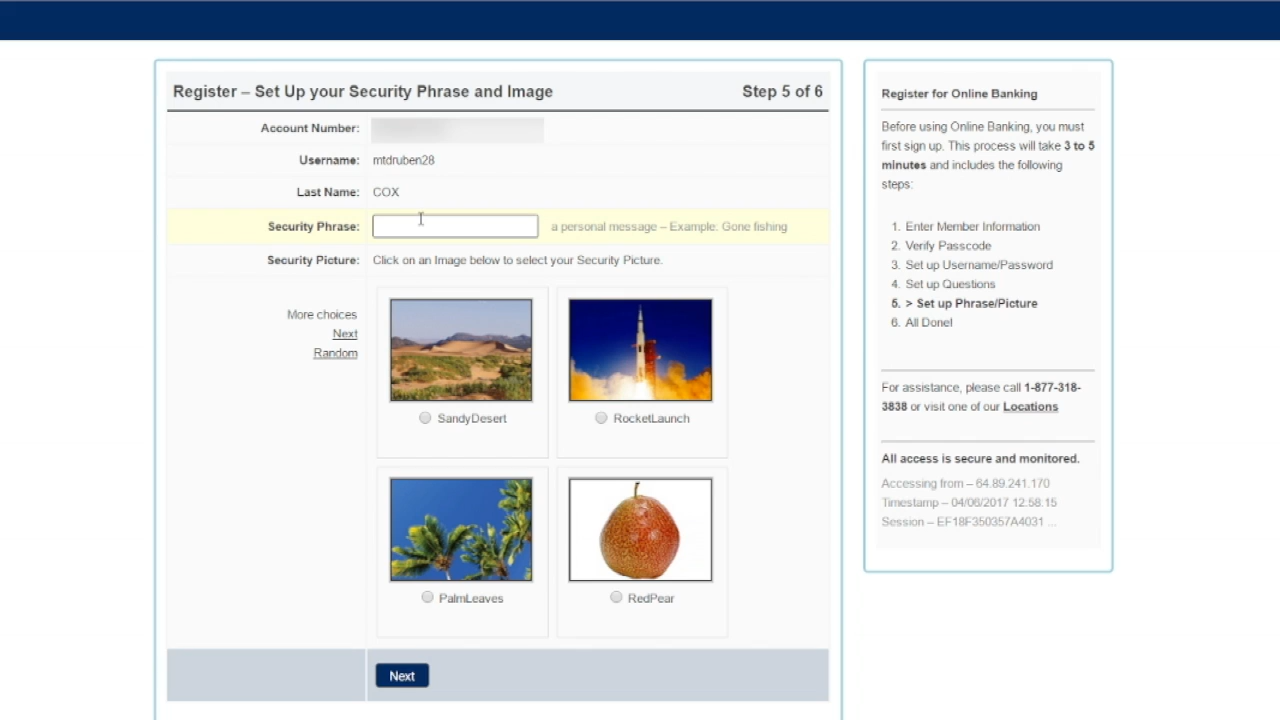 Register – Set Up your Security Phrase and Image
Step 5 of 6
Account Number:
Username: mtdruben28
Last Name: COX
Security Phrase: a personal message – Example: Gone fishing
Security Picture: Click on an Image below to select your Security Picture.
More choices
Next
Random
SandyDesert
RocketLaunch
PalmLeaves
RedPear
Next
Register for Online Banking
Before using Online Banking, you must
first sign up. This process will take 3 to 5
minutes and includes the following
steps:
1. Enter Member Information
2. Verify Passcode
3. Set up Username/Password
4. Set up Questions
5. > Set up Phrase/Picture
6. All Done!
For assistance, please call 1-877-318-
3838 or visit one of our Locations
All access is secure and monitored.
Accessing from – 64.89.241.170
Timestamp – 04/06/2017 12.58.15
Session – EF18F350357A4031 ...